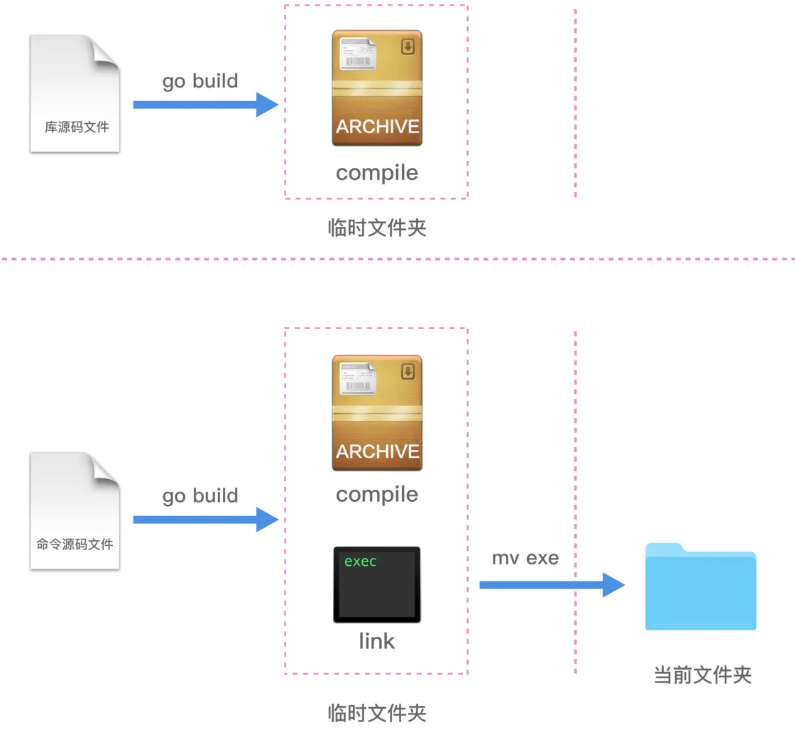 go build
库源码文件
ARCHIVE
compile
临时文件夹
ARCHIVE
compile
go build
命令源码文件
exec
link
mv exe
当前文件夹
临时文件夹